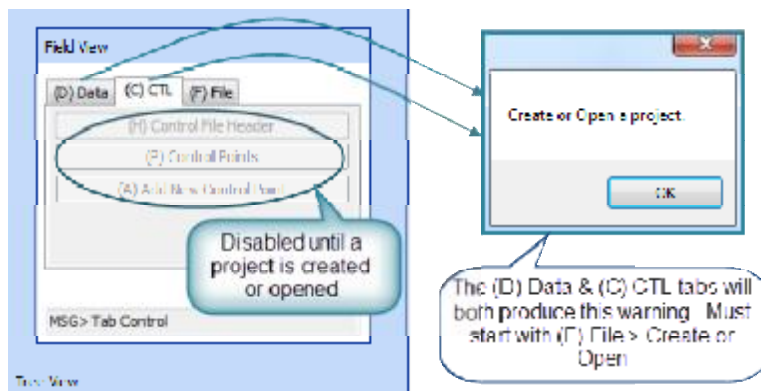 Field View
(D) Data (C) CTL (F) File
(H) Control File Header
(P) Control Points
(A) Add New Control Point
Disabled until a
project is created
or opened
MSG> Tab Control
Tree View
Create or Open a project.
OK
The (D) Data & (C) CTL tabs will
both produce this warning. Must
start with (F) File > Create or
Open